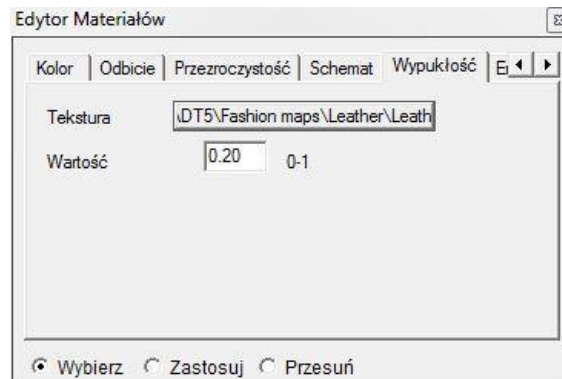 Edytor Materiałów
Kolor Odbicie Przezroczystość Schemat Wypukłość
Tekstura \DT5\Fashion maps\Leather\Leath
Wartość 0.20 0-1
Wybierz Zastosuj Przesuń